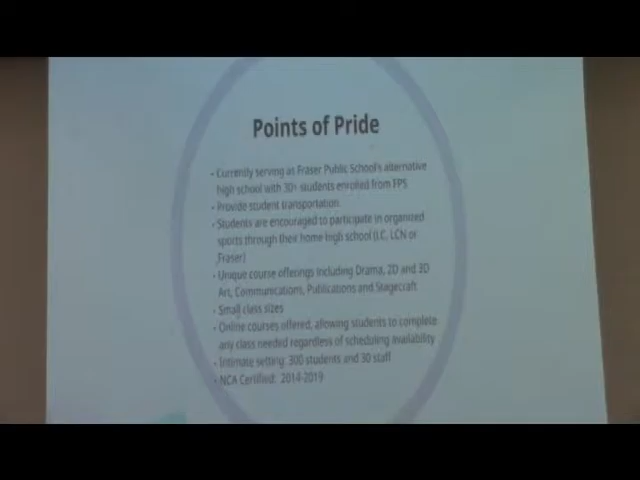 Points of Pride
- Currently serving as Fraser Public School's alternative
high school with 30+ students enrolled from FPS
- Provide student transportation
- Students are encouraged to participate in organized
sports through their home high school (I.C. LCN or
Fraser)
- Unique course offerings including Drama, 2D and 3D
Art, Communications, Publications and Stagecraft
- Small class sizes
- Online courses offered, allowing students to complete
any class needed regardless of scheduling availability
- Intimate setting: 300 students and 30 staff
- NCA Certified: 2014-2019